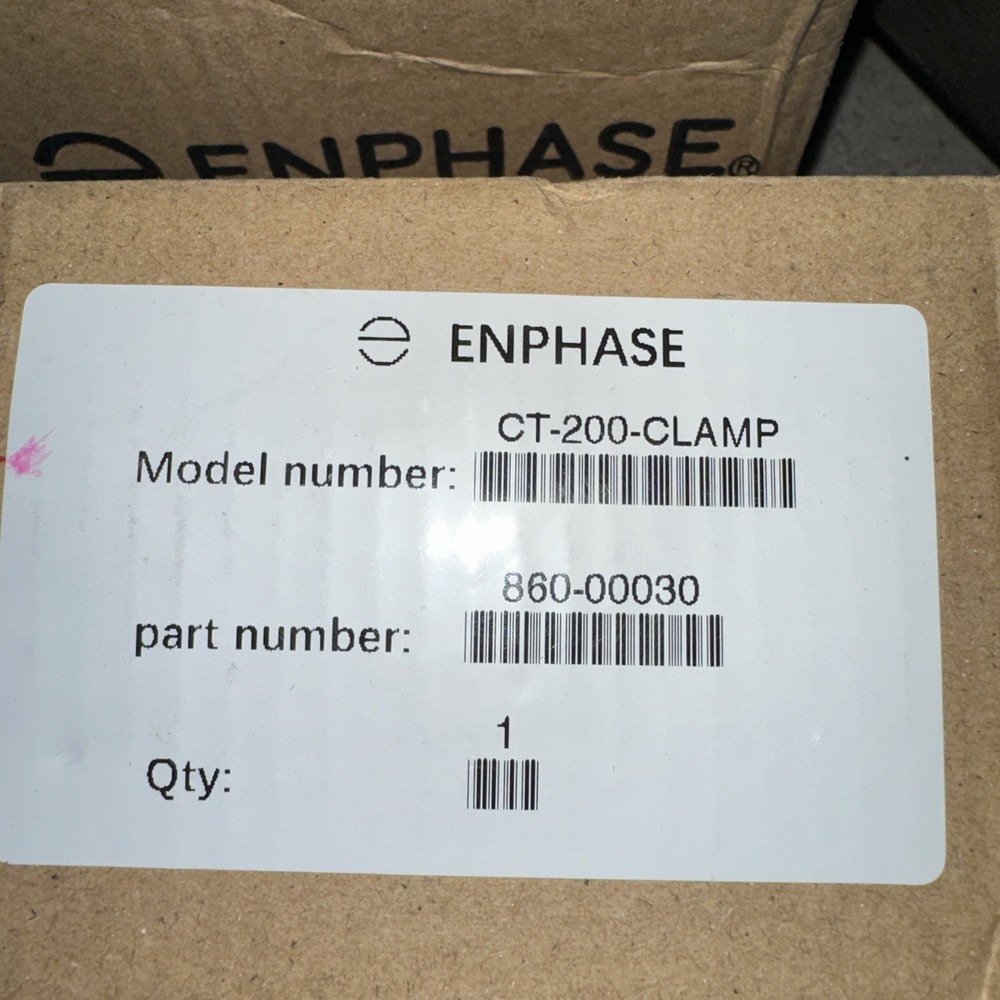 ENPHASE®
ENPHASE
CT-200-CLAMP
Model number:
860-00030
part number:
1
Qty: